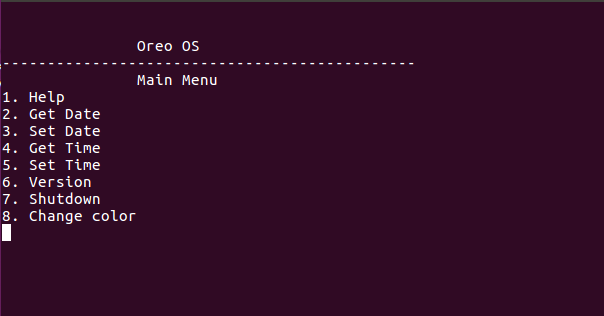 Oreo OS
-----------------------------------------------
Main Menu
1. Help
2. Get Date
3. Set Date
4. Get Time
5. Set Time
6. Version
7. Shutdown
8. Change color